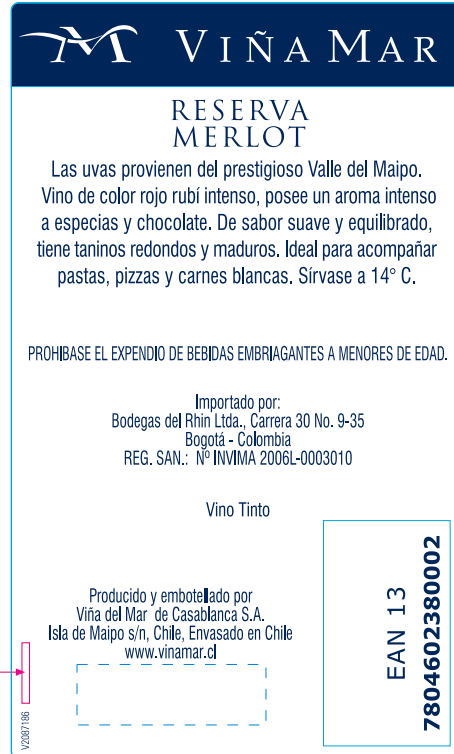 VIÑA MAR
RESERVA
MERLOT
Las uvas provienen del prestigioso Valle del Maipo.
Vino de color rojo rubí intenso, posee un aroma intenso
a especias y chocolate. De sabor suave y equilibrado,
tiene taninos redondos y maduros. Ideal para acompañar
pastas, pizzas y carnes blancas. Sírvase a 14° C.
PROHIBASE EL EXPENDIO DE BEBIDAS EMBRIAGANTES A MENORES DE EDAD.
Importado por:
Bodegas del Rhin Ltda., Carrera 30 No. 9-35
Bogotá - Colombia
REG. SAN.: Nº INVIMA 2006L-0003010
Vino Tinto
Producido y embotellado por
Viña del Mar de Casablanca S.A.
Isla de Maipo s/n, Chile, Envasado en Chile
www.vinamar.cl
EAN 13
7804602380002
V2087186